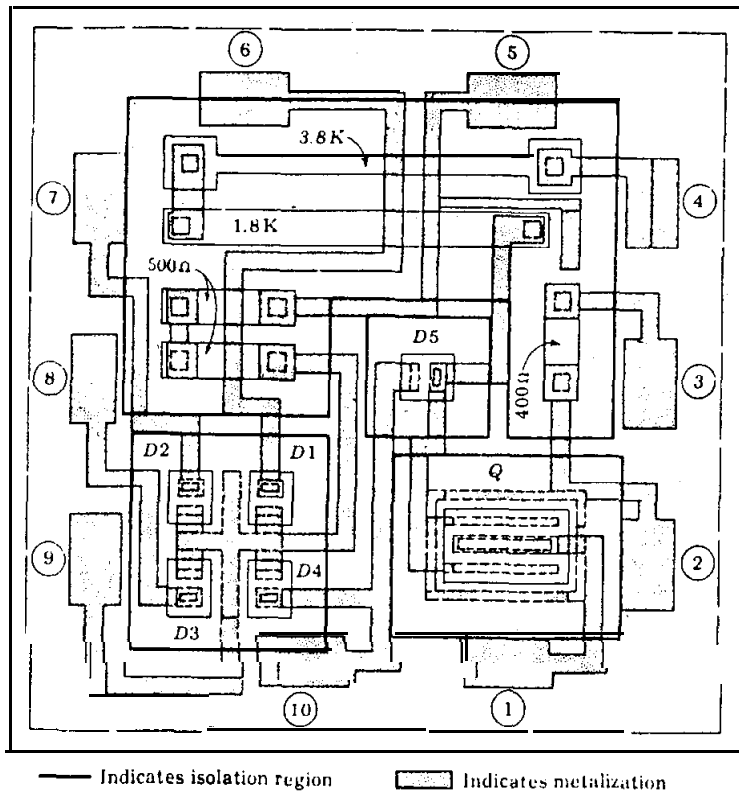 6
5
3.8K
7
4
1.8K
500Ω
D5
8
400Ω
3
D2
D1
Q
9
D4
2
D3
10
1
Indicates isolation region
Indicates metalization